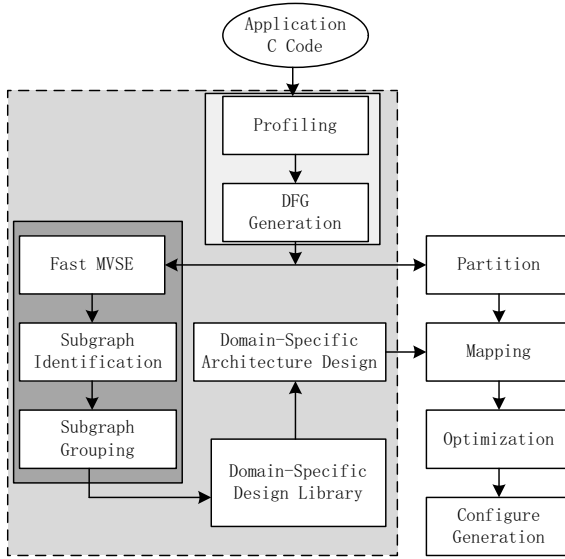 Application
C Code
Profiling
DFG
Generation
Fast MVSE
Partition
Subgraph
Identification
Domain-Specific
Architecture Design
Mapping
Subgraph
Grouping
Optimization
Domain-Specific
Design Library
Configure
Generation